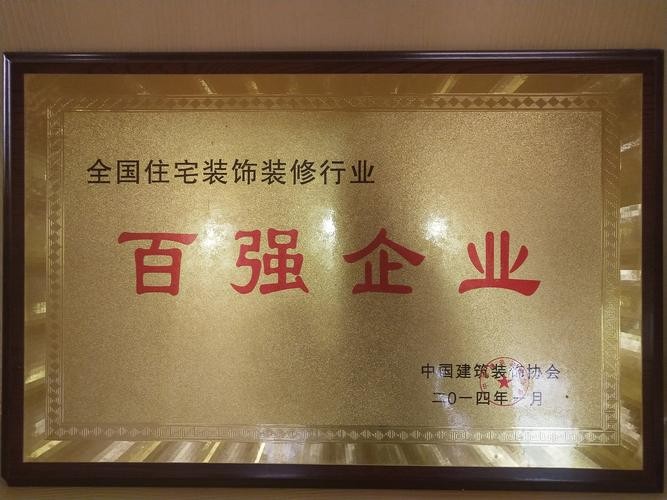 全国住宅装饰装修行业
百强企业
中国建筑装饰协会
二〇一四年一月